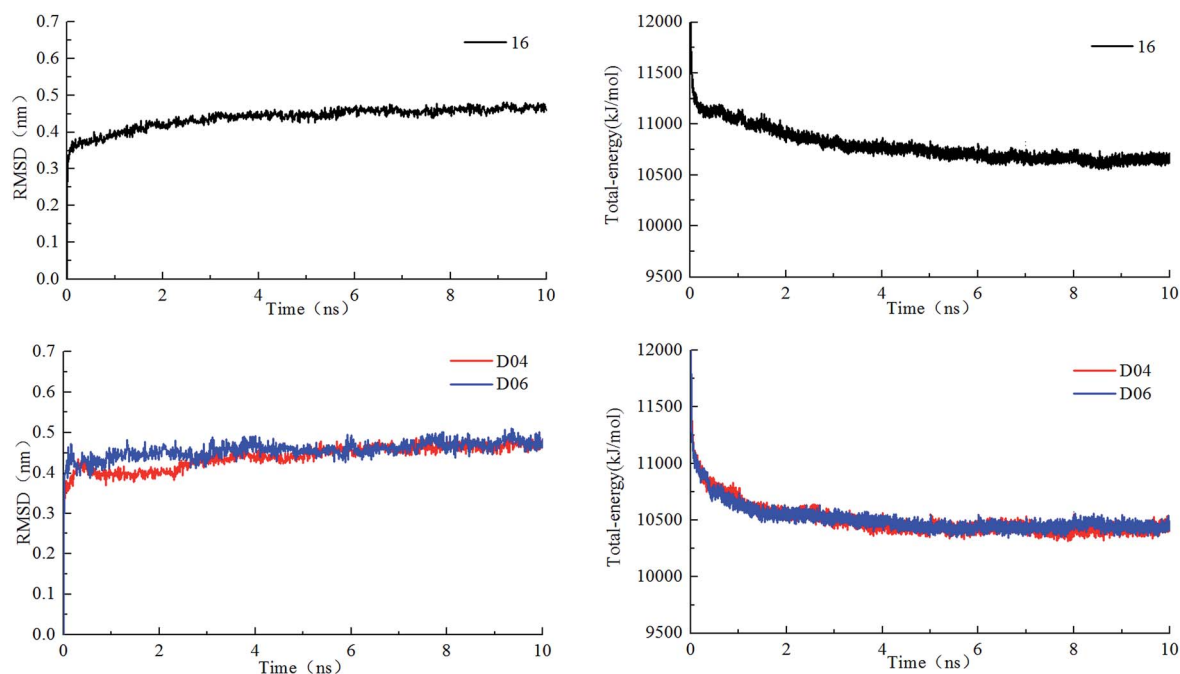 16
RMSD（nm）
0.7
0.6
0.5
0.4
0.3
0.2
0.1
0.0
0 2 4 6 8 10
Time（ns）
16
Total-energy(kJ/mol)
12000
11500
11000
10500
10000
9500
0 2 4 6 8 10
Time（ns）
D04
D06
RMSD（nm）
0.7
0.6
0.5
0.4
0.3
0.2
0.1
0.0
0 2 4 6 8 10
Time（ns）
D04
D06
Total-energy(kJ/mol)
12000
11500
11000
10500
10000
9500
0 2 4 6 8 10
Time（ns）